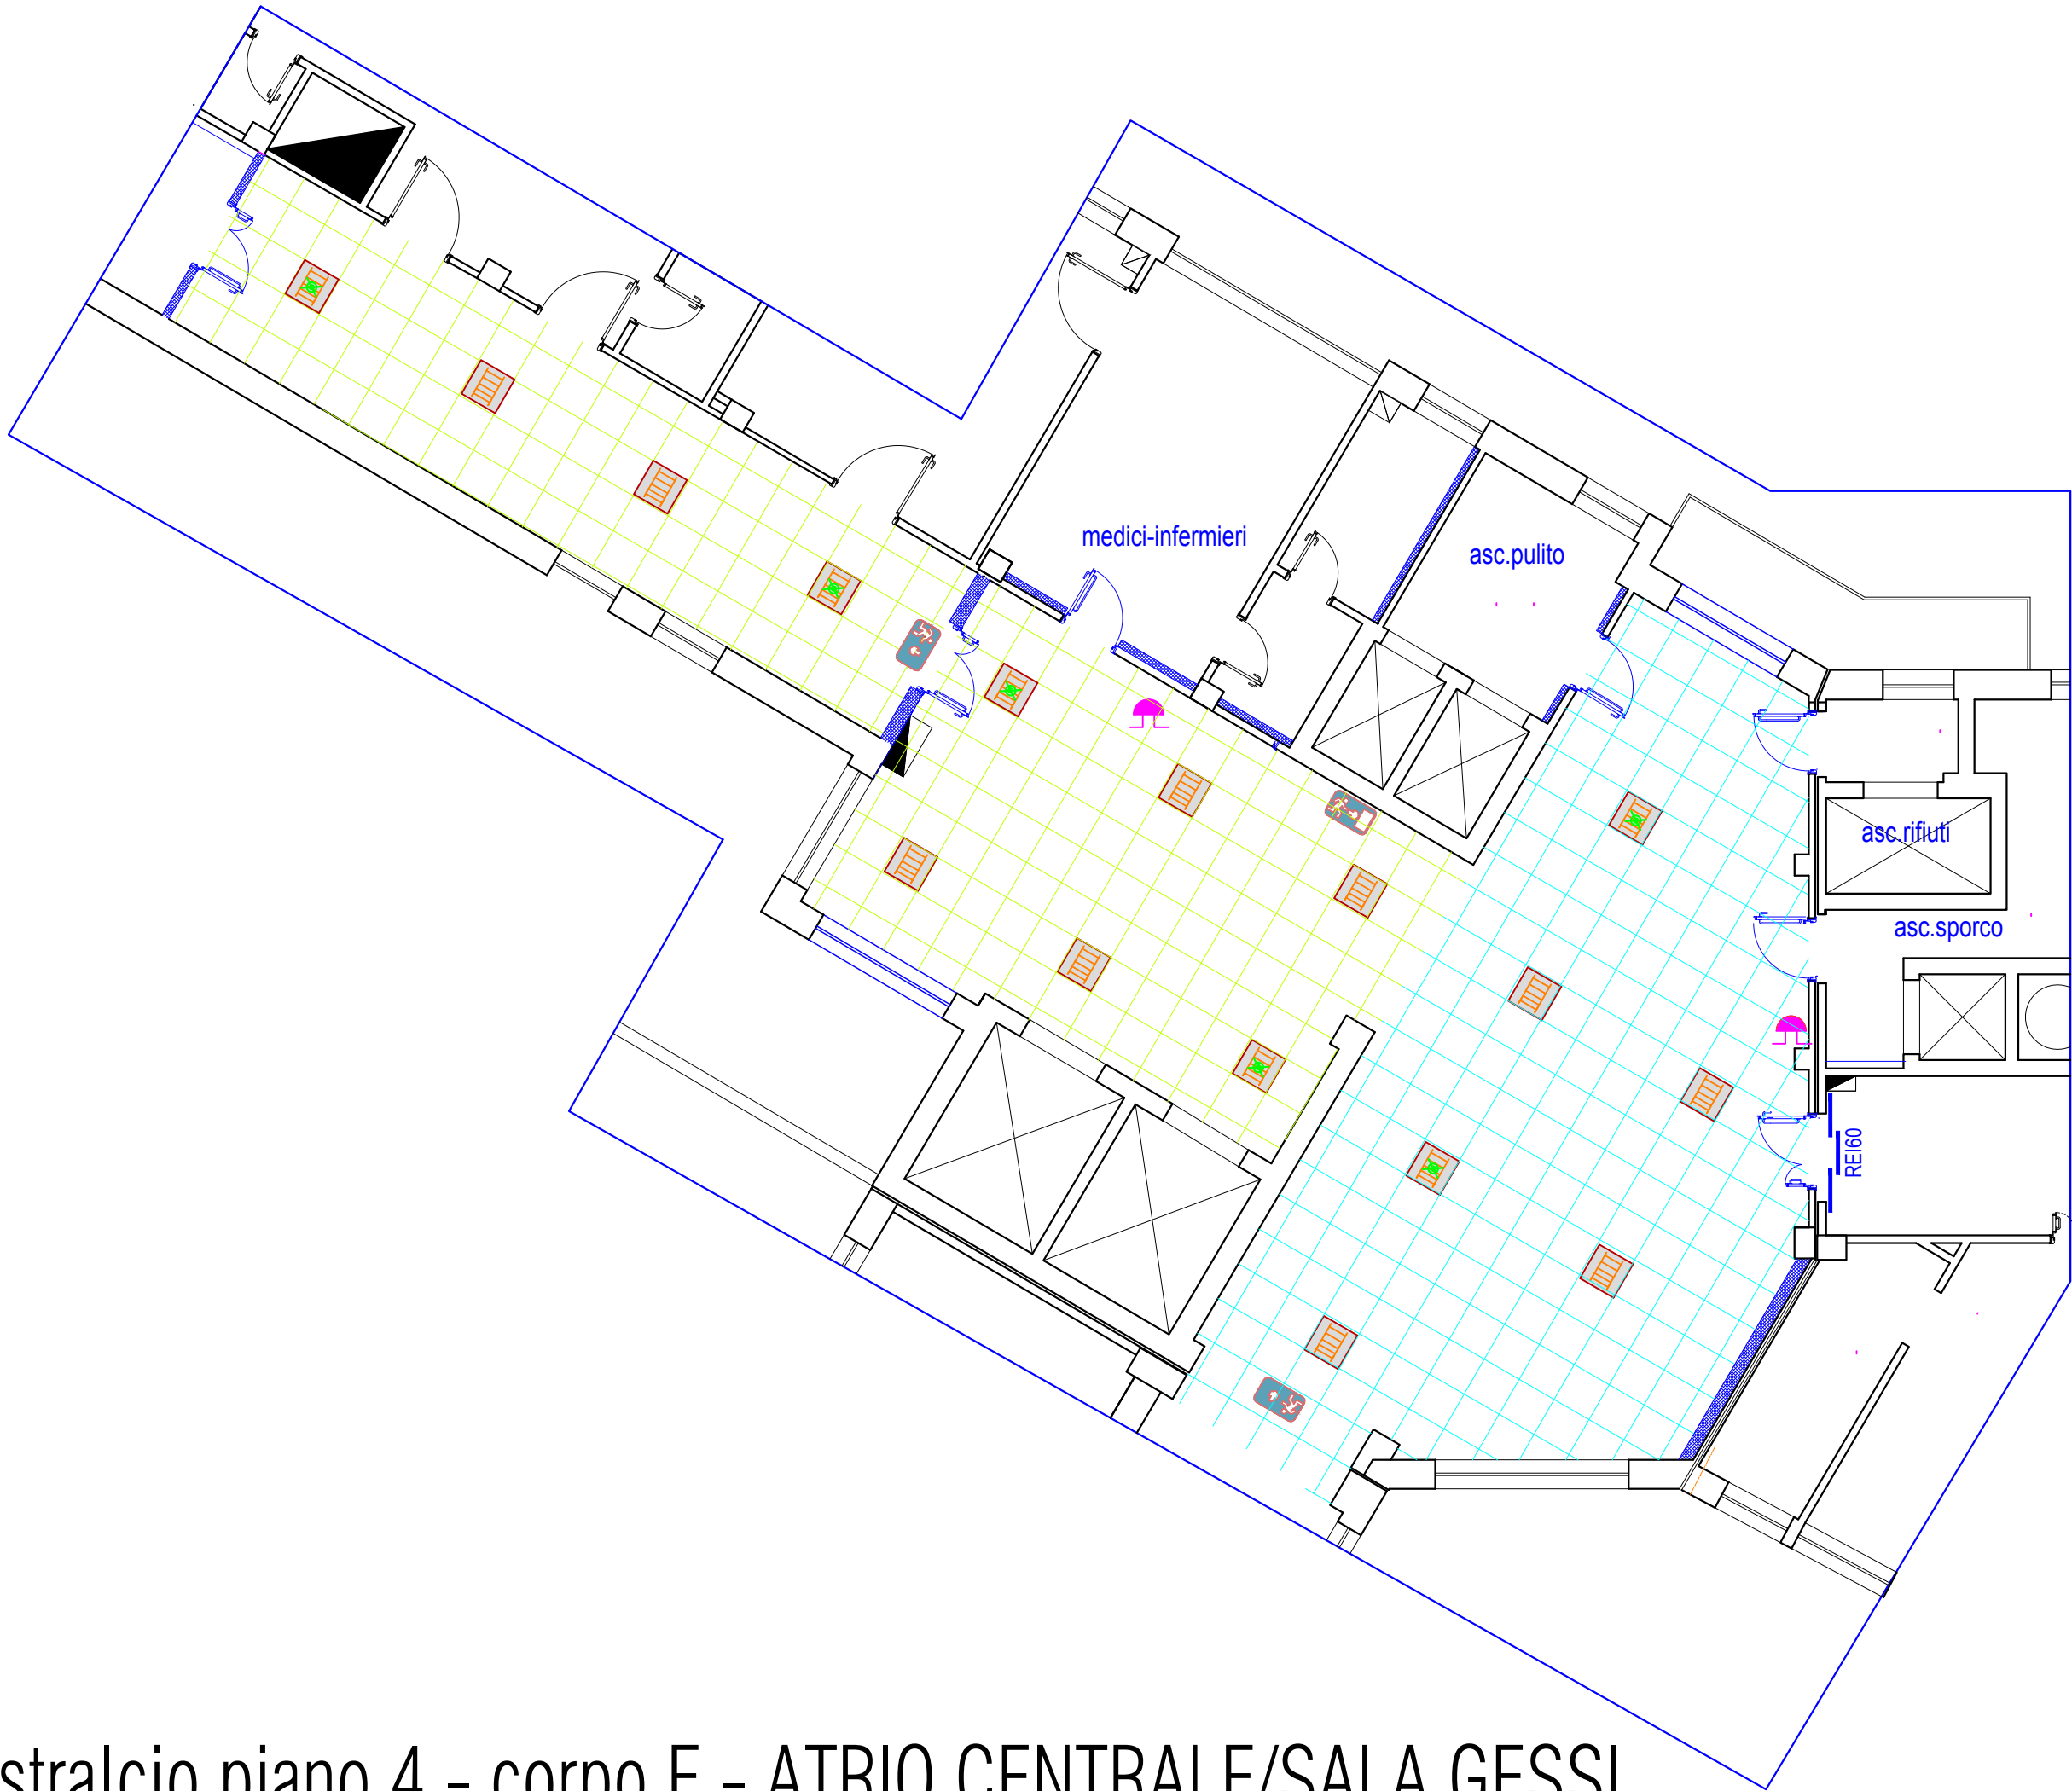 medici-infermieri
asc.pulito
asc.rifiuti
asc.sporco
REI60
stralcio piano 4 - corpo F - ATRIO CENTRALE/SALA GESSI